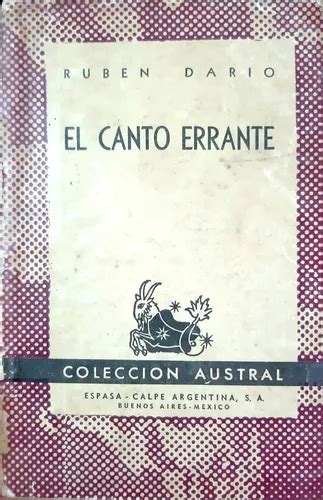 RUBEN DARIO
EL CANTO ERRANTE
COLECCION AUSTRAL
ESPASA - CALPE ARGENTINA, S. A.
BUENOS AIRES - MEXICO